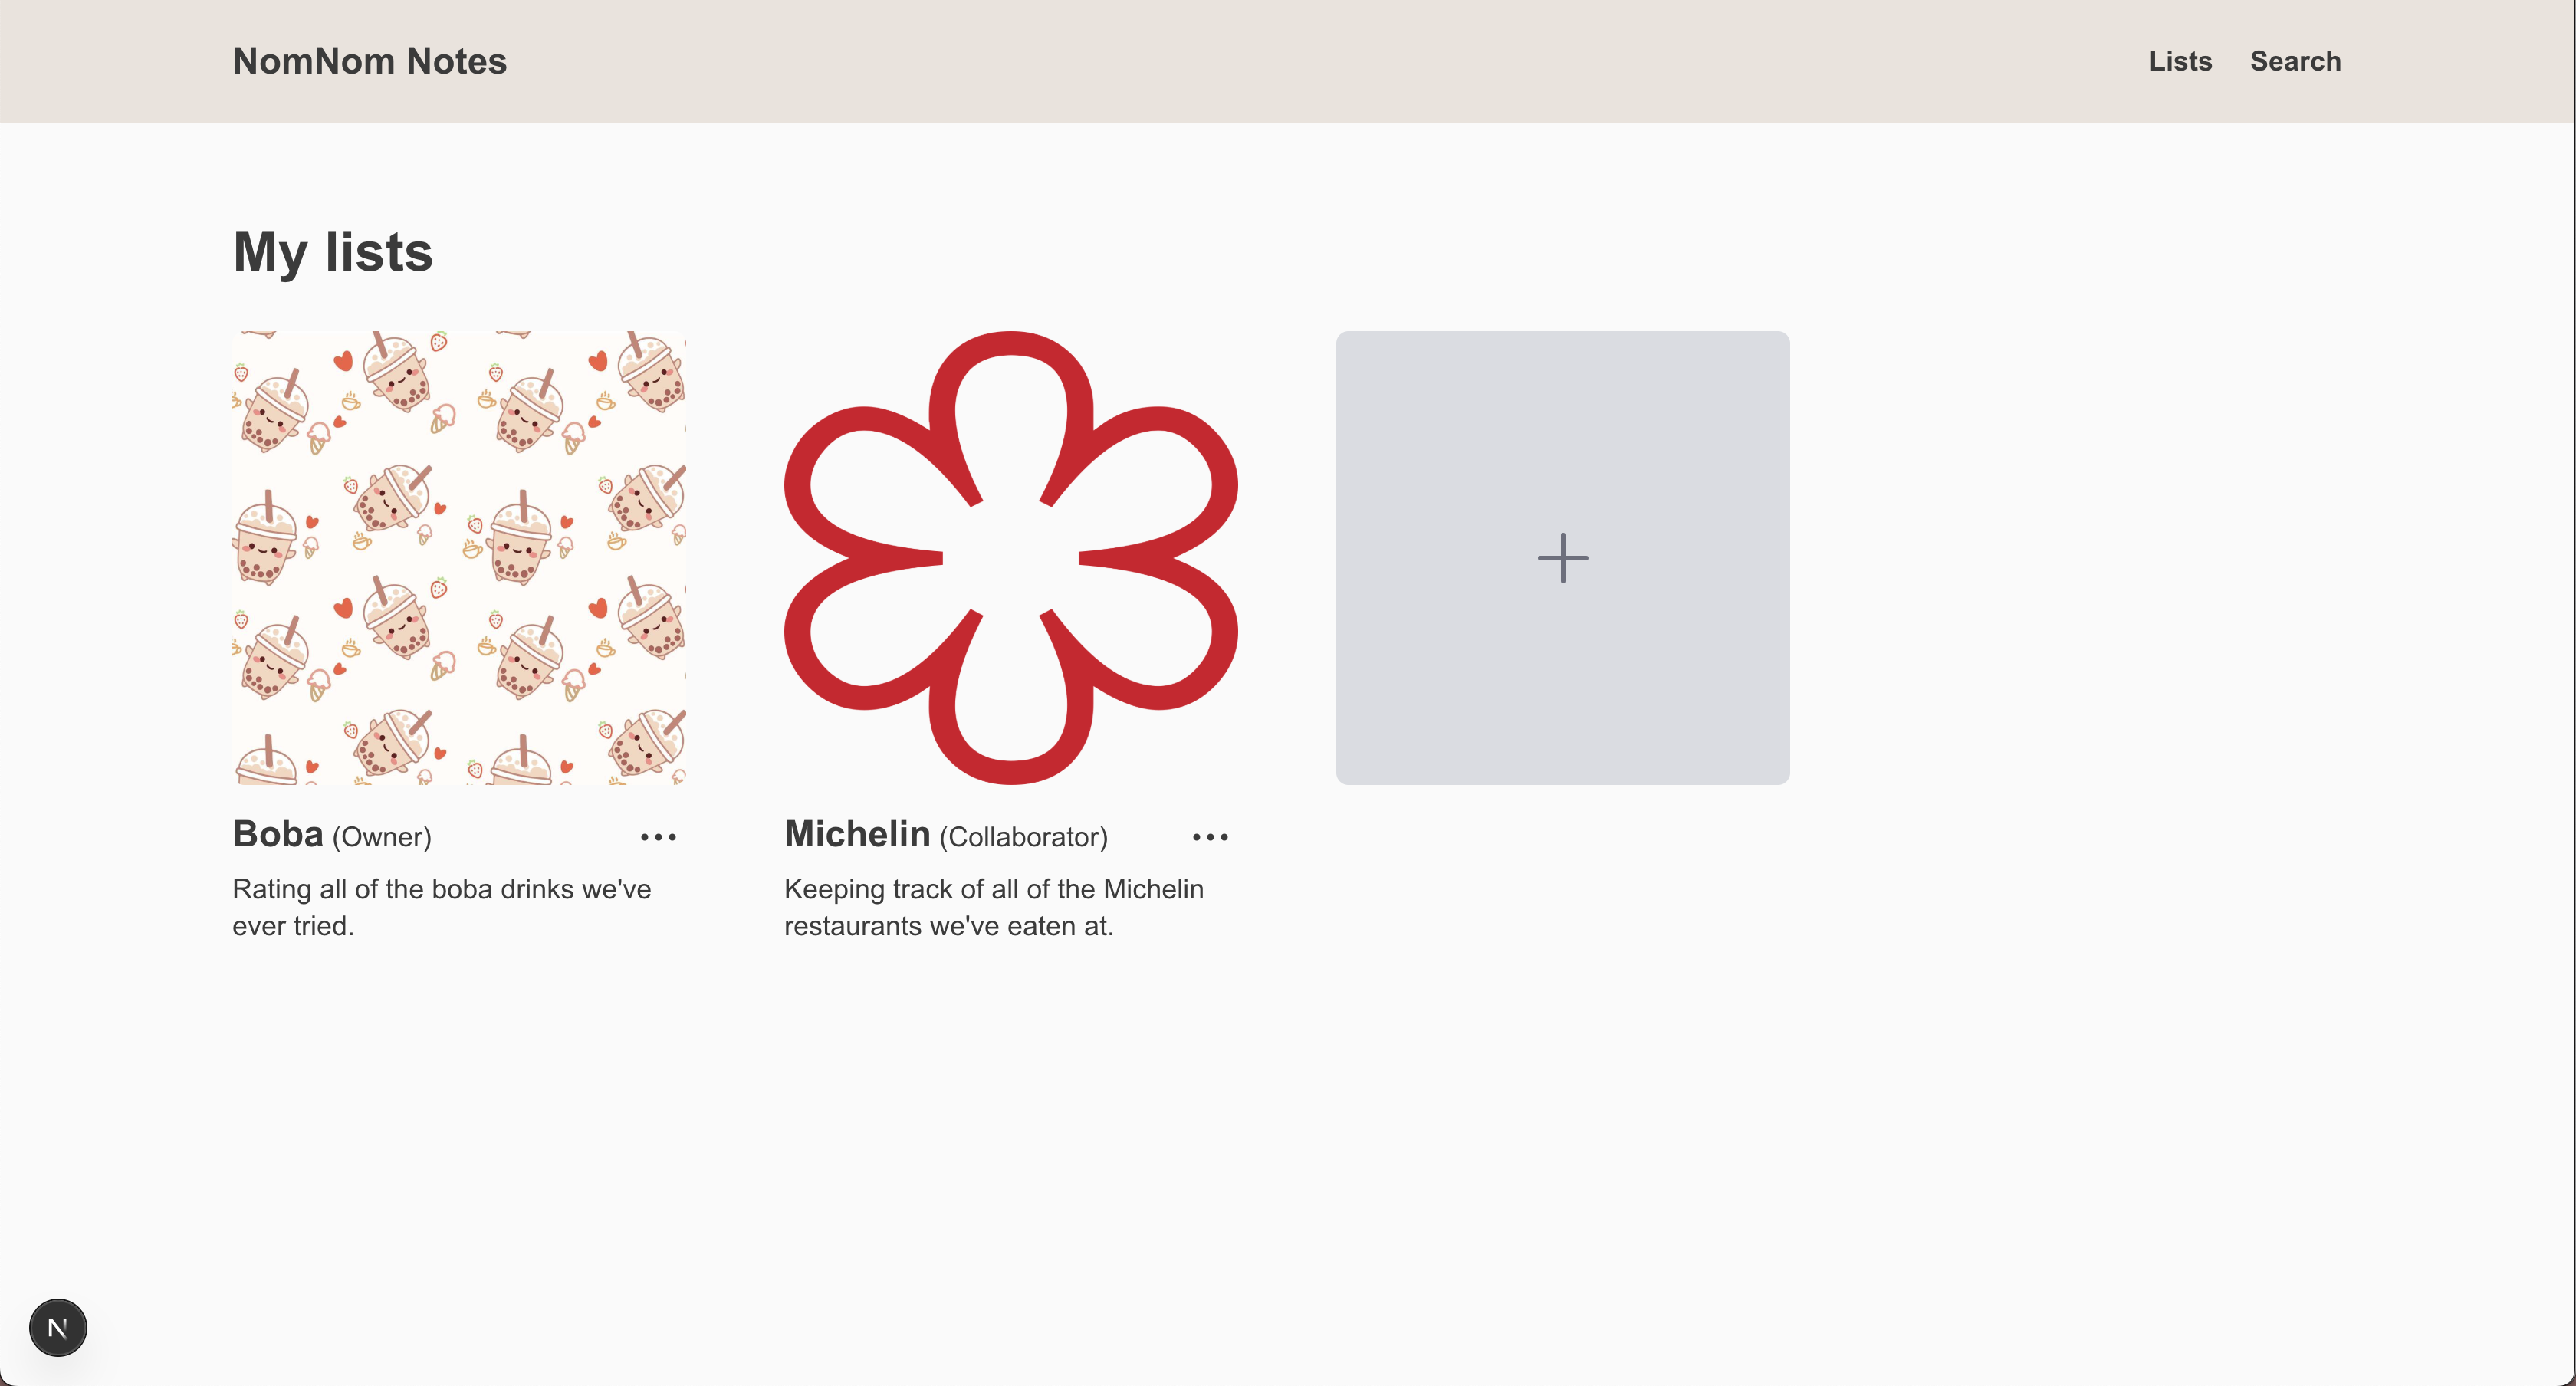 NomNom Notes
Lists Search
My lists
Boba (Owner)
Michelin (Collaborator)
Rating all of the boba drinks we've
ever tried.
Keeping track of all of the Michelin
restaurants we've eaten at.
N